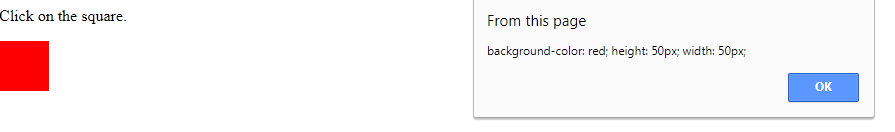 Click on the square.
From this page
background-color: red; height: 50px; width: 50px;
OK